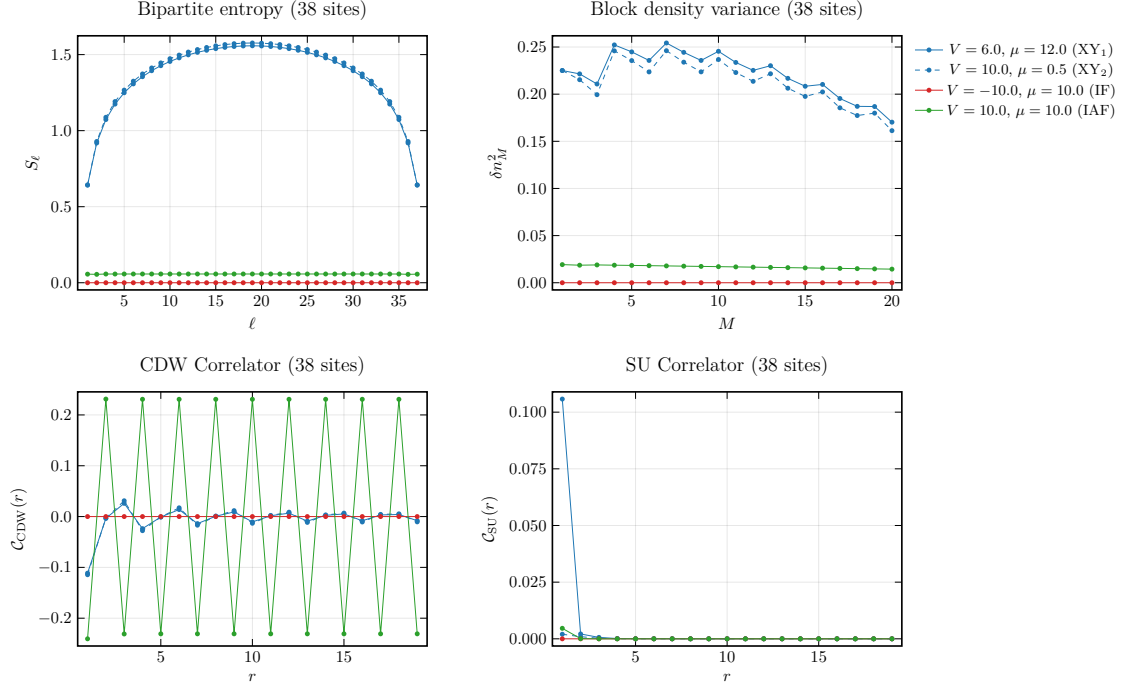 Bipartite entropy (38 sites)
1.5
1.0
0.5
0.0
S_ℓ
5 10 15 20 25 30 35
ℓ
Block density variance (38 sites)
0.25
0.20
0.15
0.10
0.05
0.00
δn²_M
5 10 15 20
M
V = 6.0, μ = 12.0 (XY₁)
V = 10.0, μ = 0.5 (XY₂)
V = −10.0, μ = 10.0 (IF)
V = 10.0, μ = 10.0 (IAF)
CDW Correlator (38 sites)
0.2
0.1
0.0
−0.1
−0.2
𝒞_CDW(r)
5 10 15
r
SU Correlator (38 sites)
0.100
0.075
0.050
0.025
0.000
𝒞_SU(r)
5 10 15
r